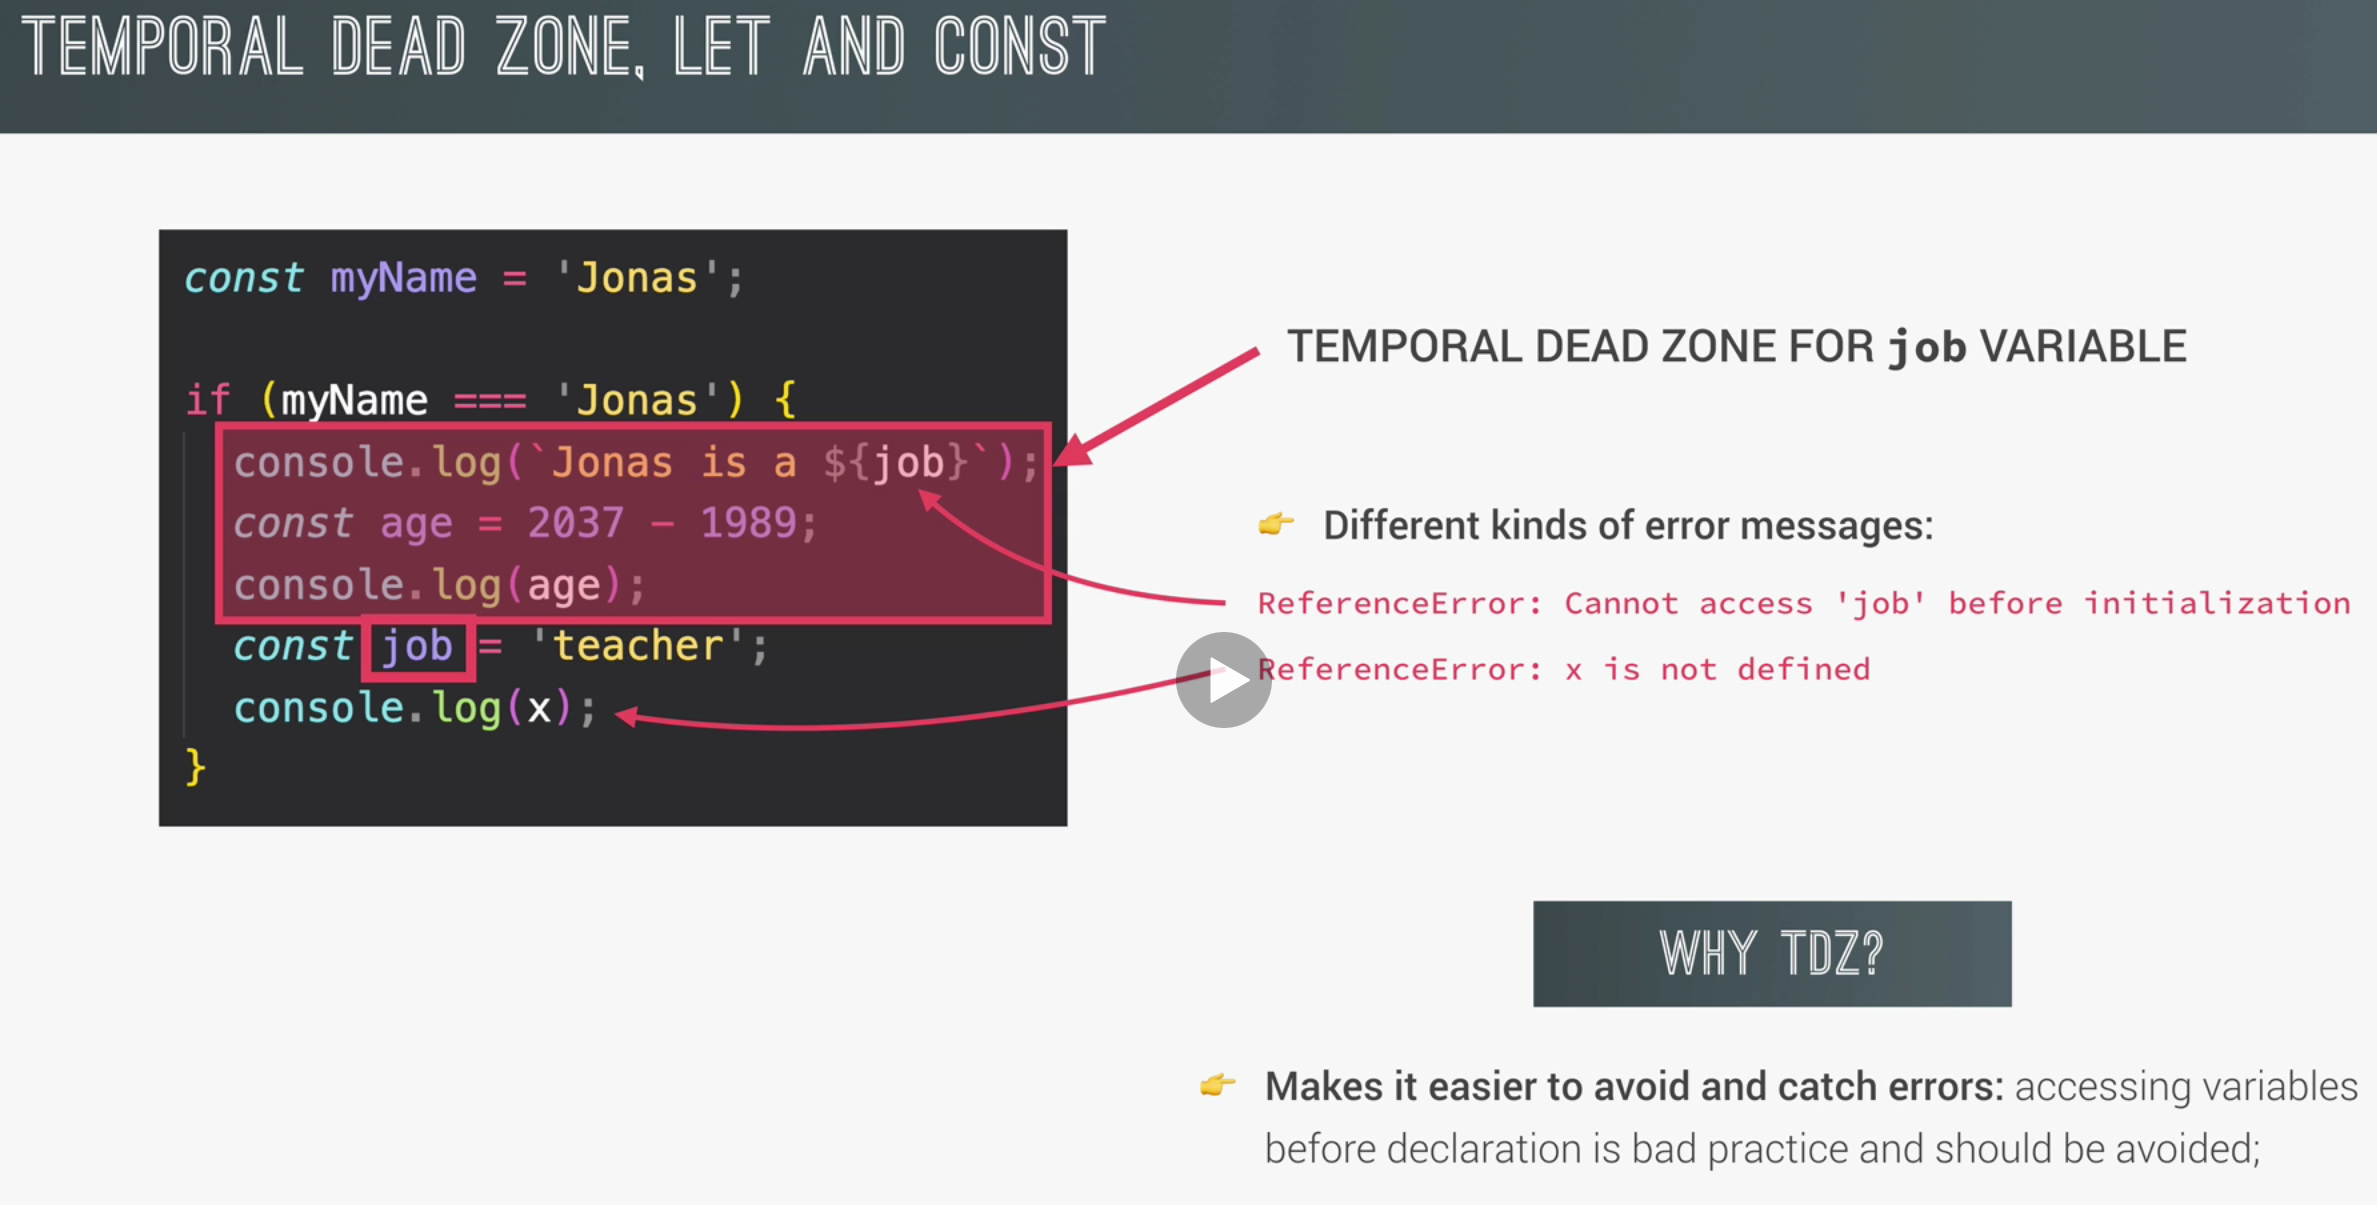 TEMPORAL DEAD ZONE, LET AND CONST
const myName = 'Jonas';
if (myName === 'Jonas') {
console.log(`Jonas is a ${job}`);
const age = 2037 - 1989;
console.log(age);
const job = 'teacher';
console.log(x);
}
TEMPORAL DEAD ZONE FOR job VARIABLE
👉 Different kinds of error messages:
ReferenceError: Cannot access 'job' before initialization
ReferenceError: x is not defined
WHY TDZ?
👉 Makes it easier to avoid and catch errors: accessing variables
before declaration is bad practice and should be avoided;